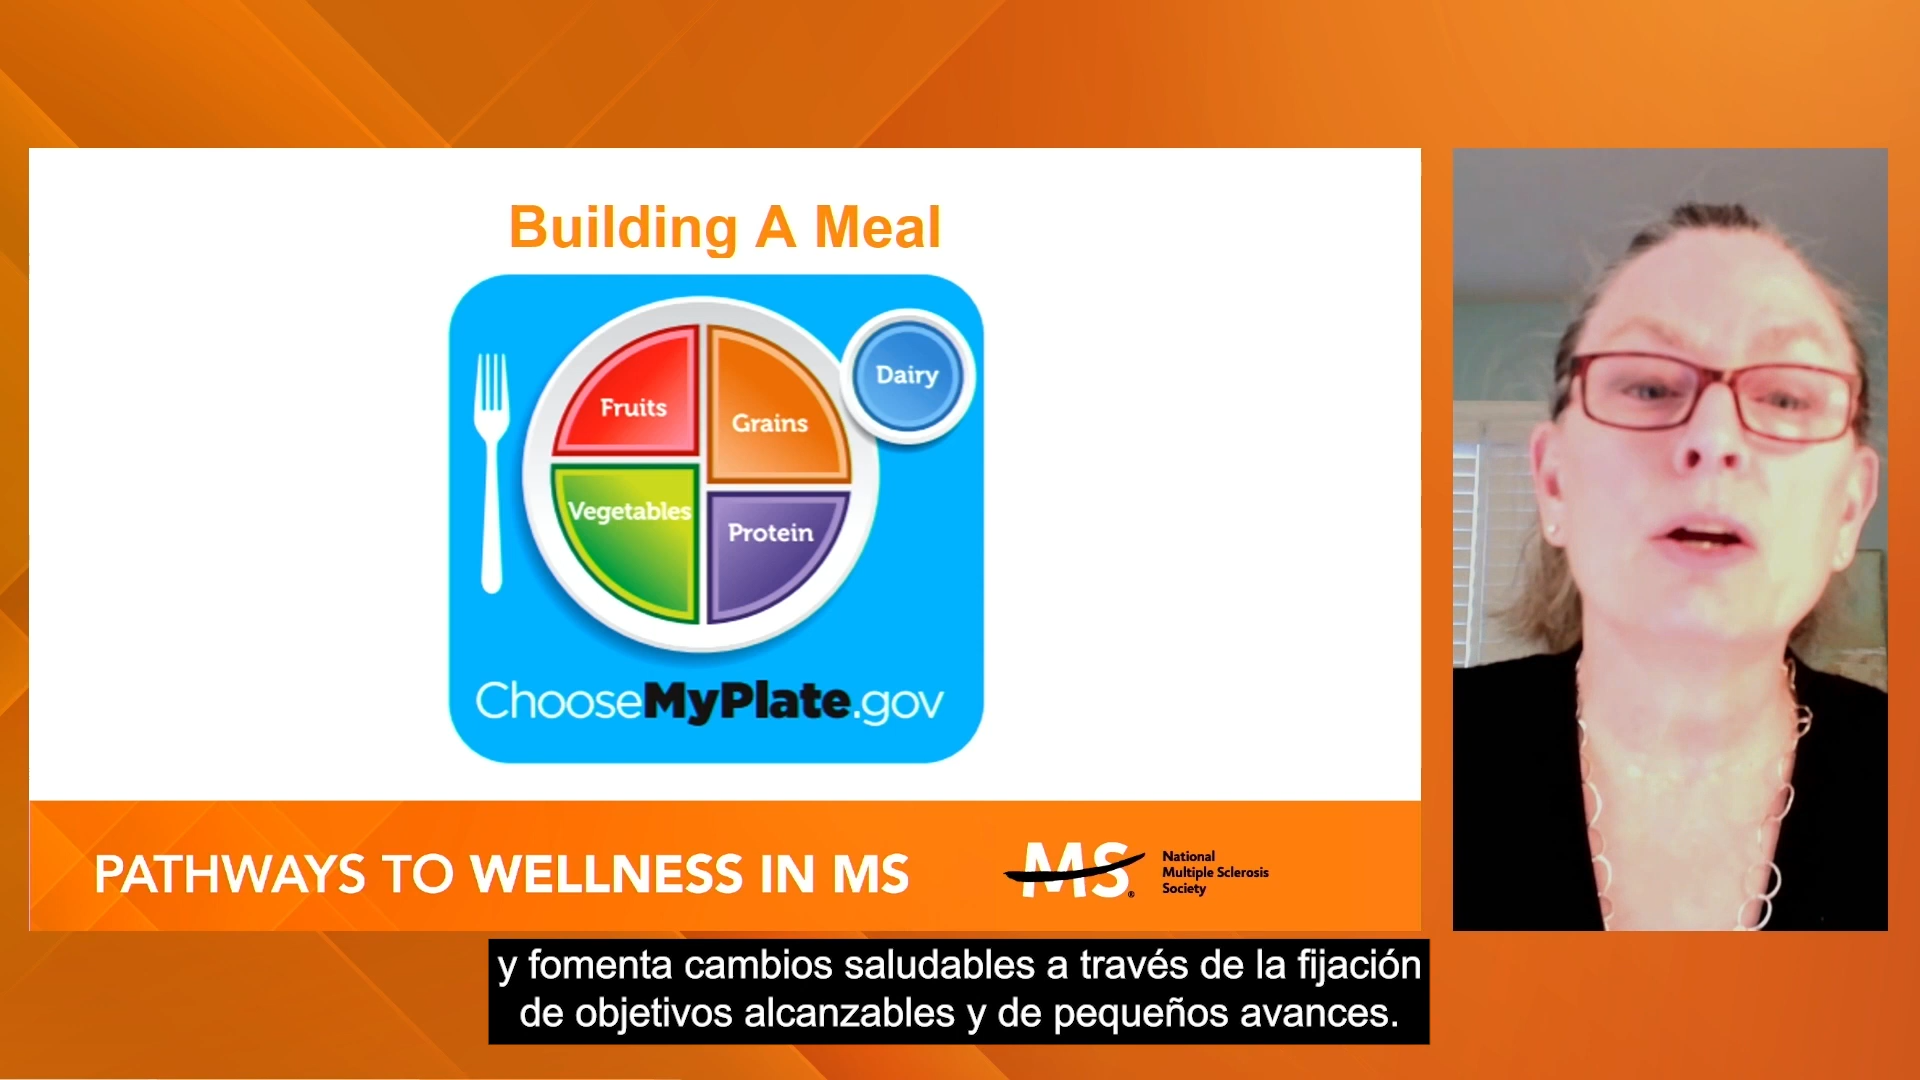 Building A Meal
Fruits
Grains
Dairy
Vegetables
Protein
ChooseMyPlate.gov
PATHWAYS TO WELLNESS IN MS
MS®
National
Multiple Sclerosis
Society
y fomenta cambios saludables a través de la fijación
de objetivos alcanzables y de pequeños avances.